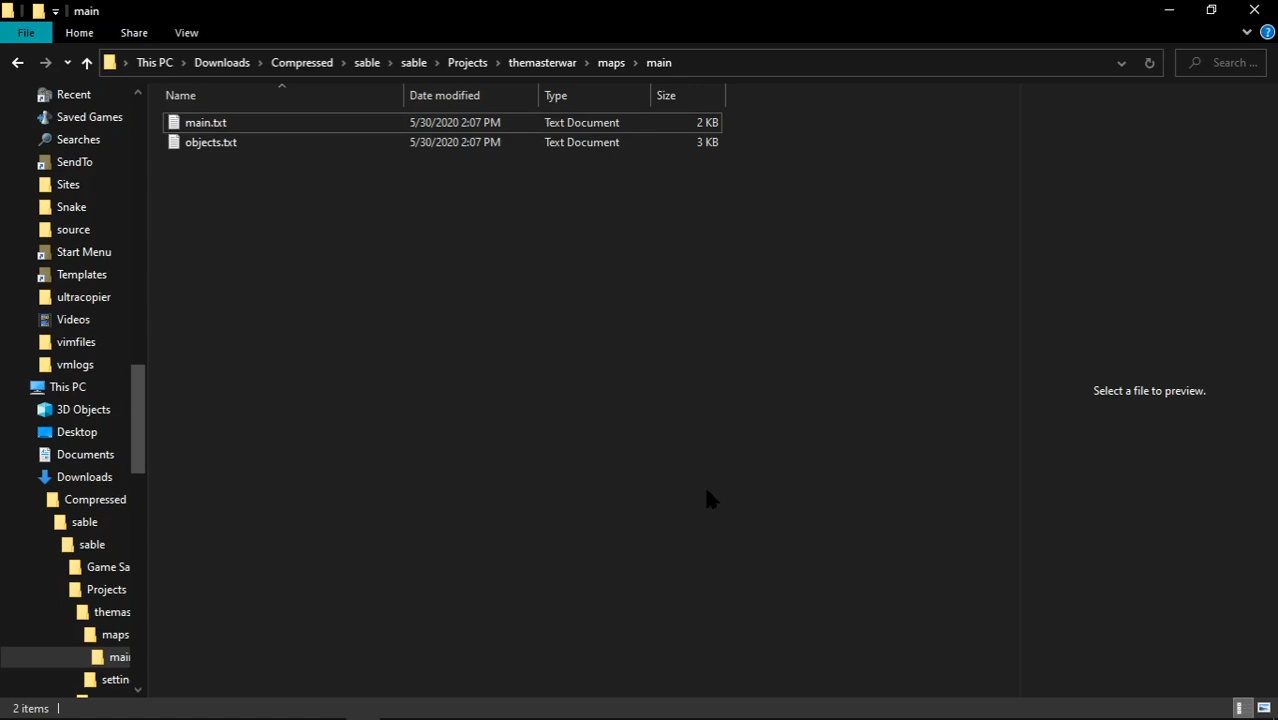 main
File Home Share View
This PC Downloads Compressed sable sable Projects themasterwar maps main
Search ...
Name Date modified Type Size
main.txt 5/30/2020 2:07 PM Text Document 2 KB
objects.txt 5/30/2020 2:07 PM Text Document 3 KB
Recent
Saved Games
Searches
SendTo
Sites
Snake
source
Start Menu
Templates
ultracopier
Videos
vimfiles
vmlogs
This PC
3D Objects
Desktop
Documents
Downloads
Compressed
sable
sable
Game Sa
Projects
themas
maps
mai
settin
Select a file to preview.
2 items